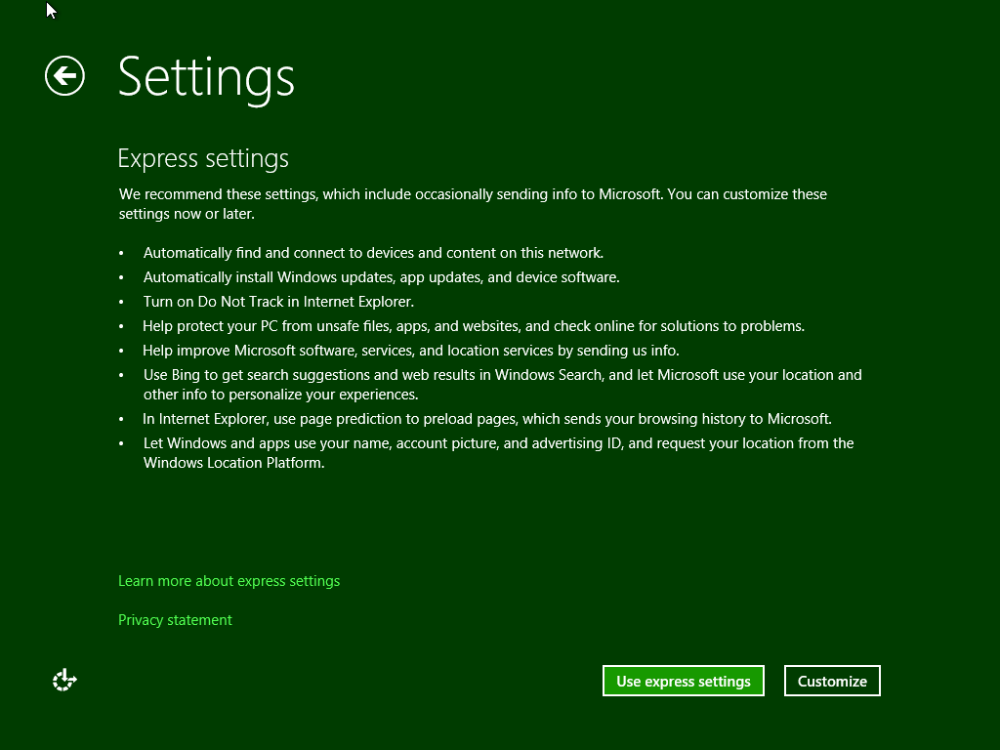 Settings
Express settings
We recommend these settings, which include occasionally sending info to Microsoft. You can customize these
settings now or later.
• Automatically find and connect to devices and content on this network.
• Automatically install Windows updates, app updates, and device software.
• Turn on Do Not Track in Internet Explorer.
• Help protect your PC from unsafe files, apps, and websites, and check online for solutions to problems.
• Help improve Microsoft software, services, and location services by sending us info.
• Use Bing to get search suggestions and web results in Windows Search, and let Microsoft use your location and
other info to personalize your experiences.
• In Internet Explorer, use page prediction to preload pages, which sends your browsing history to Microsoft.
• Let Windows and apps use your name, account picture, and advertising ID, and request your location from the
Windows Location Platform.
Learn more about express settings
Privacy statement
Use express settings
Customize